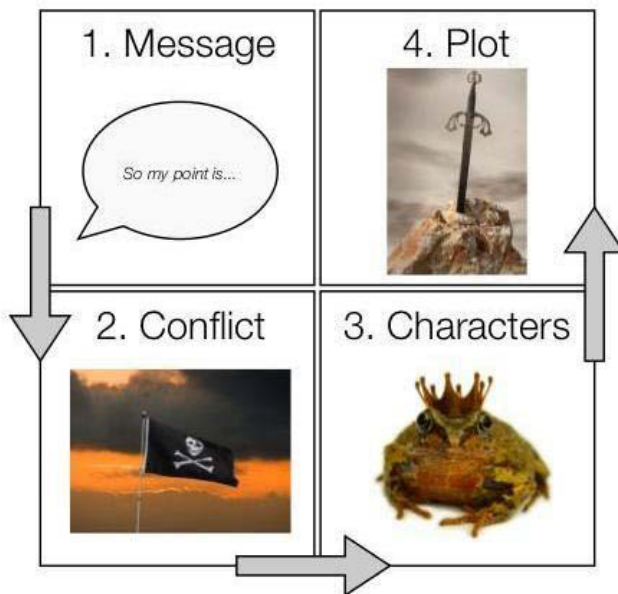 1. Message
So my point is...
2. Conflict
3. Characters
4. Plot